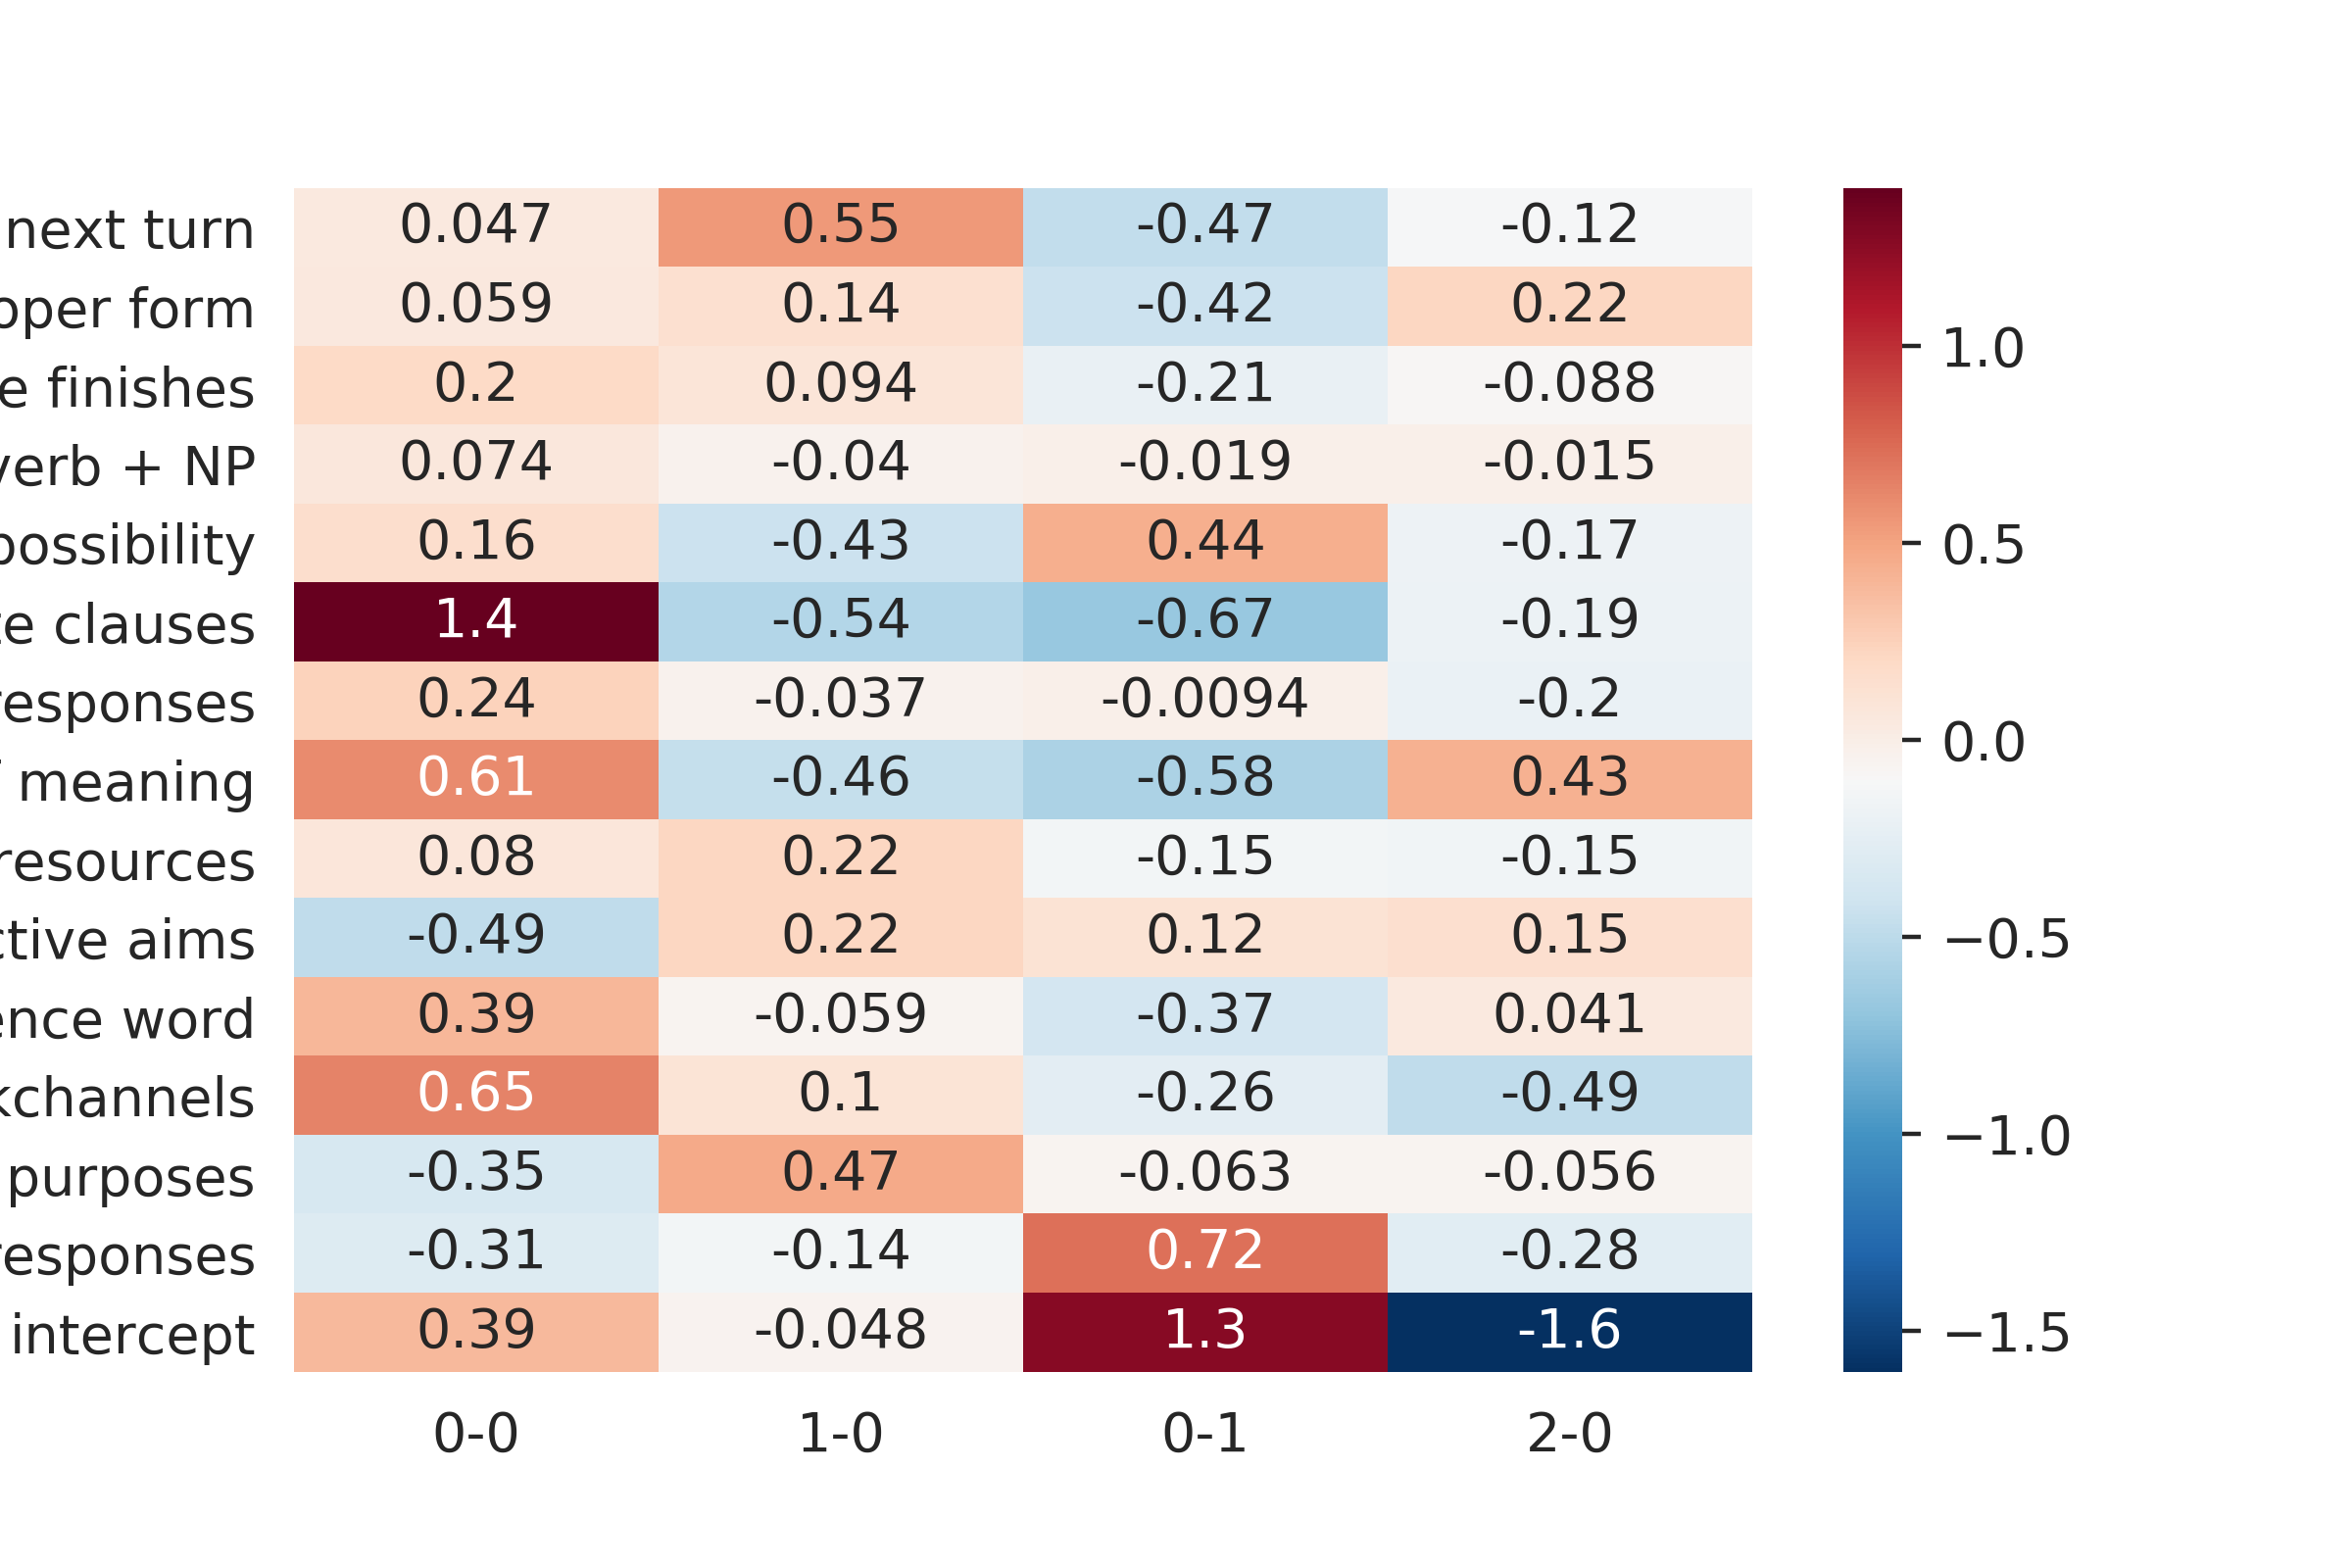 next turn 0.047 0.55 -0.47 -0.12
pper form 0.059 0.14 -0.42 0.22
e finishes 0.2 0.094 -0.21 -0.088
verb + NP 0.074 -0.04 -0.019 -0.015
possibility 0.16 -0.43 0.44 -0.17
te clauses 1.4 -0.54 -0.67 -0.19
responses 0.24 -0.037 -0.0094 -0.2
meaning 0.61 -0.46 -0.58 0.43
resources 0.08 0.22 -0.15 -0.15
ctive aims -0.49 0.22 0.12 0.15
ence word 0.39 -0.059 -0.37 0.041
kchannels 0.65 0.1 -0.26 -0.49
purposes -0.35 0.47 -0.063 -0.056
responses -0.31 -0.14 0.72 -0.28
intercept 0.39 -0.048 1.3 -1.6
0-0 1-0 0-1 2-0
1.0
0.5
0.0
−0.5
−1.0
−1.5